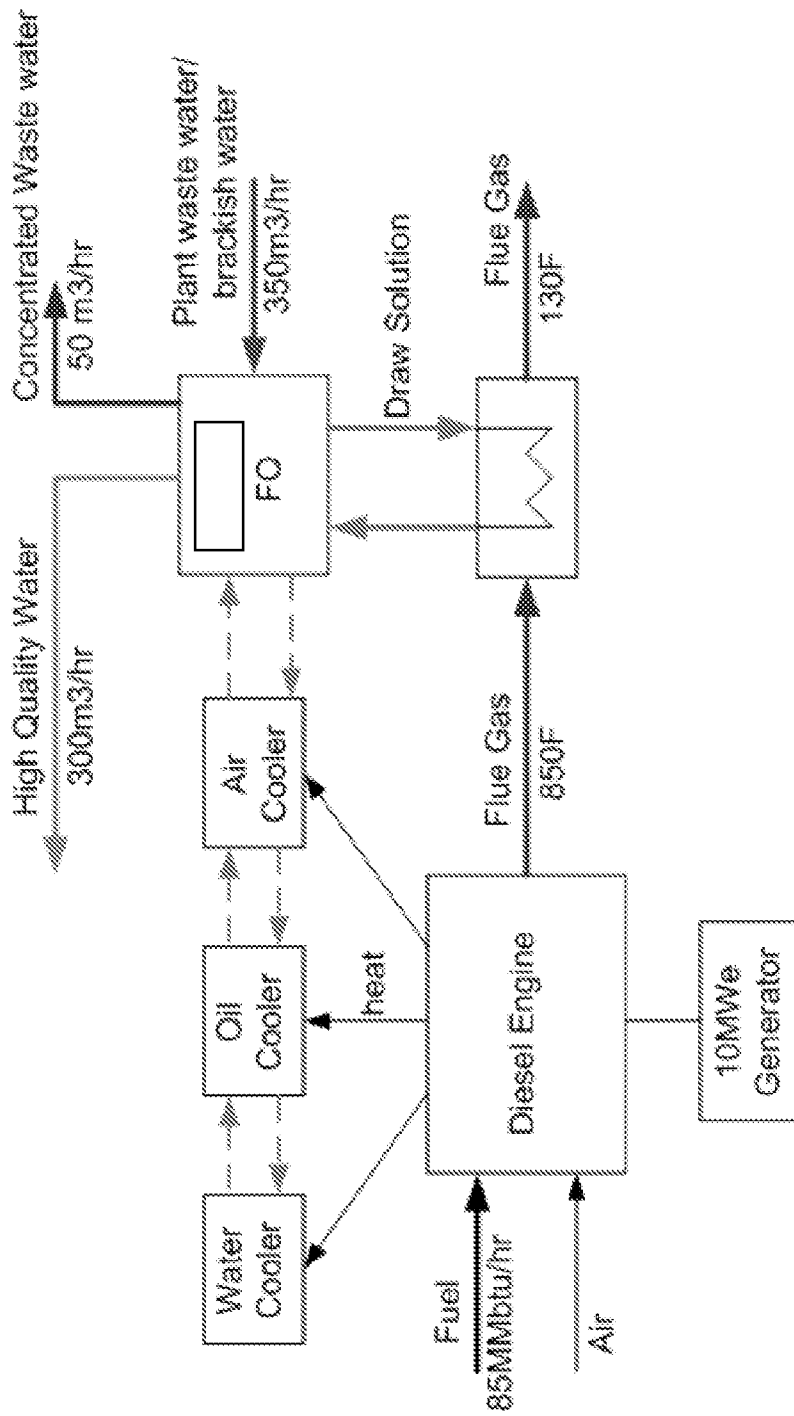 High Quality Water
300m3/hr
Concentrated Waste water
50 m3/hr
Water
Cooler
Oil
Cooler
Air
Cooler
FO
Plant waste water/
brackish water
350m3/hr
heat
Draw Solution
Fuel
85MMbtu/hr
Air
Diesel Engine
Flue Gas
850F
Flue Gas
130F
10MWe
Generator